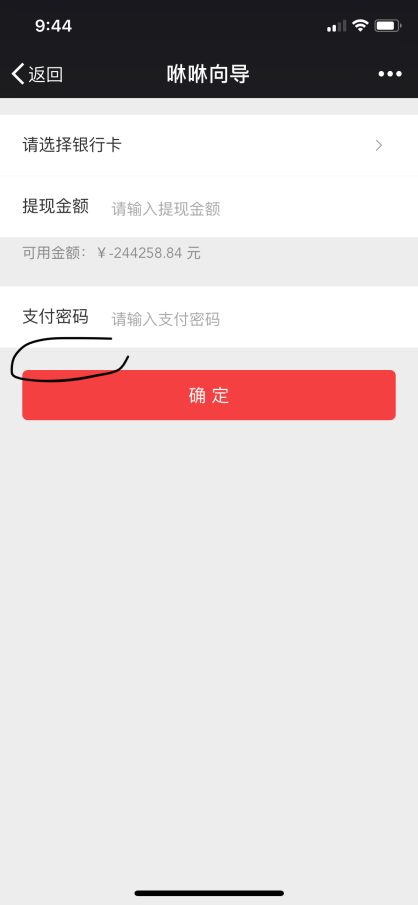 9:44
返回
咻咻向导
请选择银行卡
提现金额 请输入提现金额
可用金额：￥-244258.84 元
支付密码 请输入支付密码
确 定